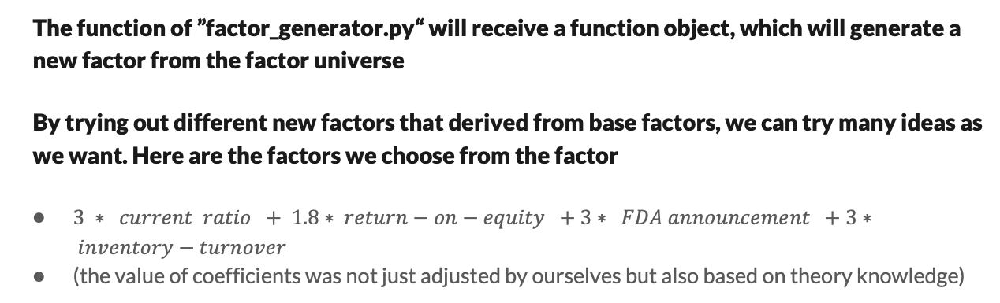 The function of ”factor_generator.py“ will receive a function object, which will generate a
new factor from the factor universe
By trying out different new factors that derived from base factors, we can try many ideas as
we want. Here are the factors we choose from the factor
● 3 * current ratio + 1.8 * return − on − equity + 3 * FDA announcement + 3 *
inventory − turnover
● (the value of coefficients was not just adjusted by ourselves but also based on theory knowledge)